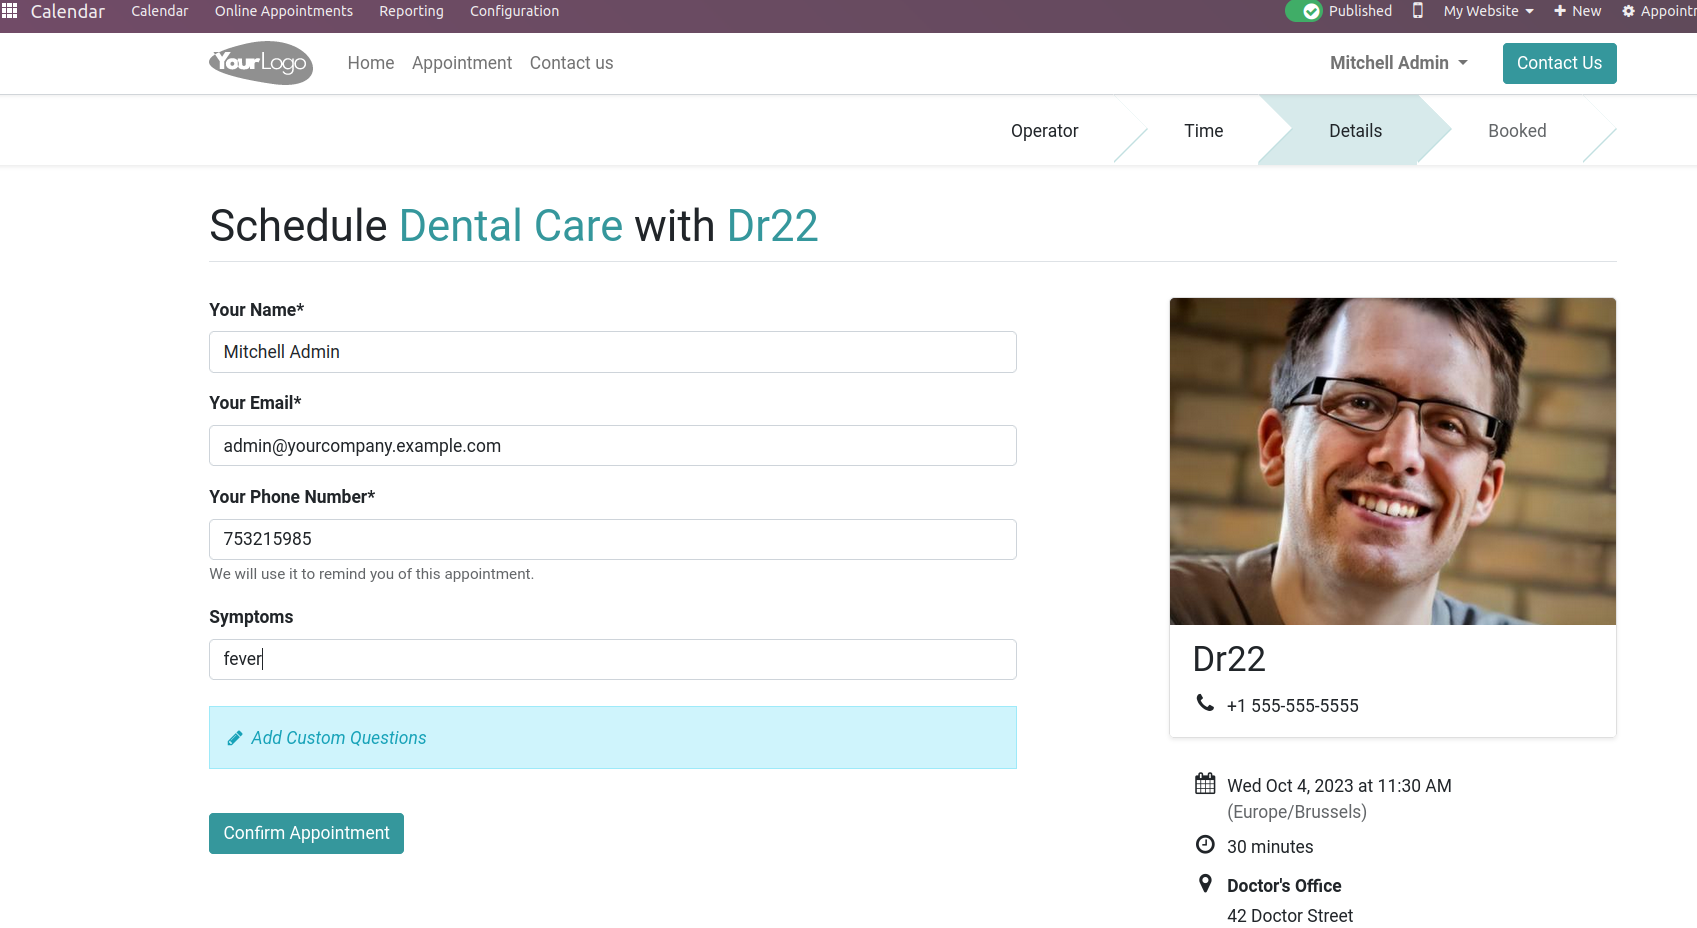 Calendar Calendar Online Appointments Reporting Configuration Published My Website New
YourLogo Home Appointment Contact us Mitchell Admin Contact Us
Operator Time Details Booked
Schedule Dental Care with Dr22
Your Name*
Mitchell Admin
Your Email*
admin@yourcompany.example.com
Your Phone Number*
753215985
We will use it to remind you of this appointment.
Symptoms
fever
Add Custom Questions
Confirm Appointment
Dr22
+1 555-555-5555
Wed Oct 4, 2023 at 11:30 AM
(Europe/Brussels)
30 minutes
Doctor's Office
42 Doctor Street